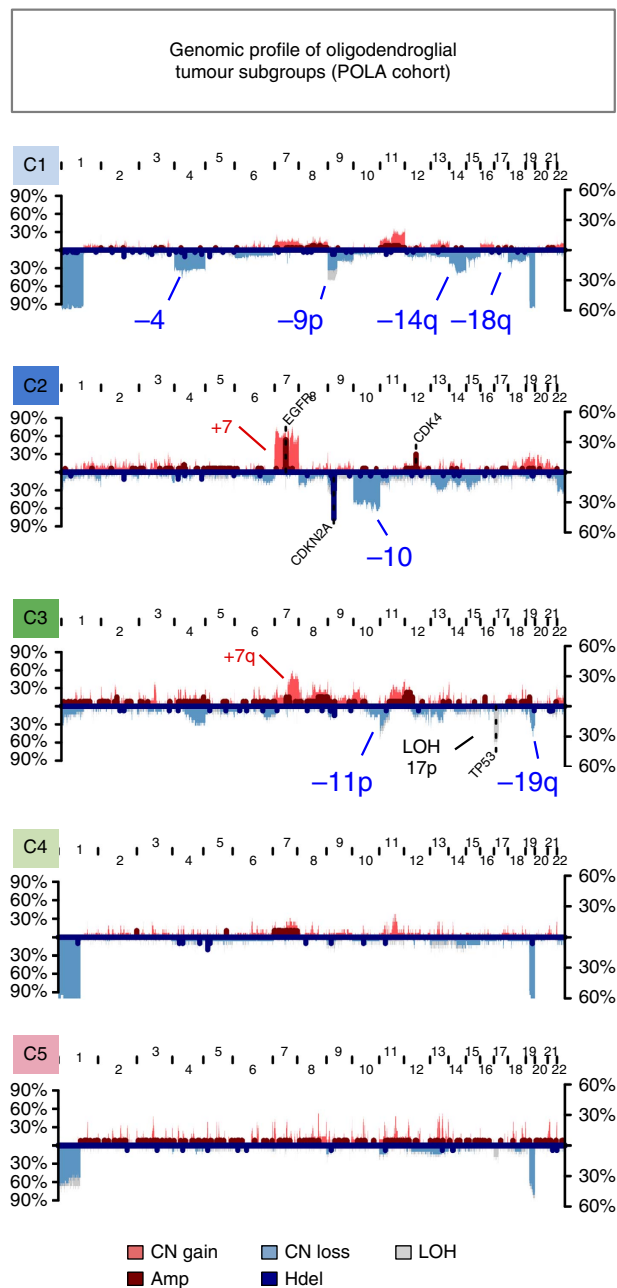 Genomic profile of oligodendroglial
tumour subgroups (POLA cohort)
C1
1 3 5 7 9 11 13 15 17 19 21
2 4 6 8 10 12 14 16 18 20 22
90%
60%
30%
30%
60%
90%
60%
30%
30%
60%
–4
–9p
–14q
–18q
C2
1 3 5 7 9 11 13 15 17 19 21
2 4 6 8 10 12 14 16 18 20 22
90%
60%
30%
30%
60%
90%
60%
30%
30%
60%
+7
EGFR
CDK4
CDKN2A
–10
C3
1 3 5 7 9 11 13 15 17 19 21
2 4 6 8 10 12 14 16 18 20 22
90%
60%
30%
30%
60%
90%
60%
30%
30%
60%
+7q
–11p
LOH
17p
TP53
–19q
C4
1 3 5 7 9 11 13 15 17 19 21
2 4 6 8 10 12 14 16 18 20 22
90%
60%
30%
30%
60%
90%
60%
30%
30%
60%
C5
1 3 5 7 9 11 13 15 17 19 21
2 4 6 8 10 12 14 16 18 20 22
90%
60%
30%
30%
60%
90%
60%
30%
30%
60%
CN gain CN loss LOH
Amp Hdel